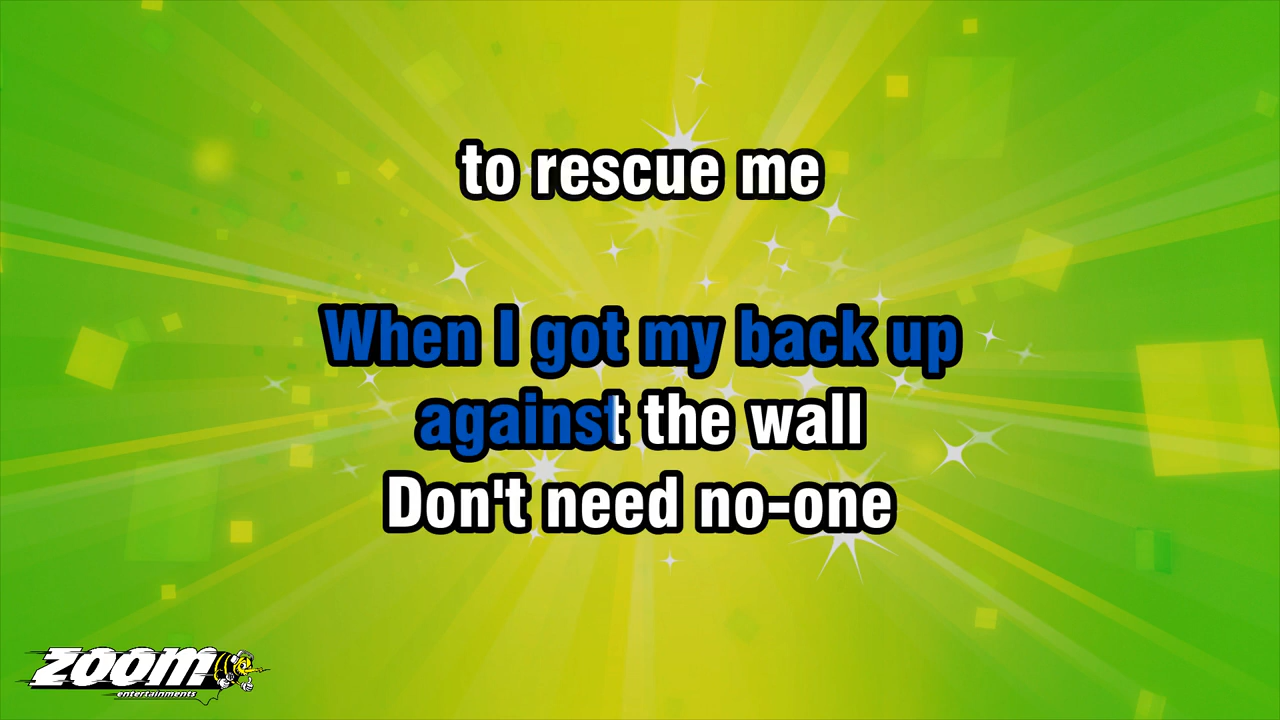 to rescue me
When I got my back up
against the wall
Don't need no-one
zoom
entertainments